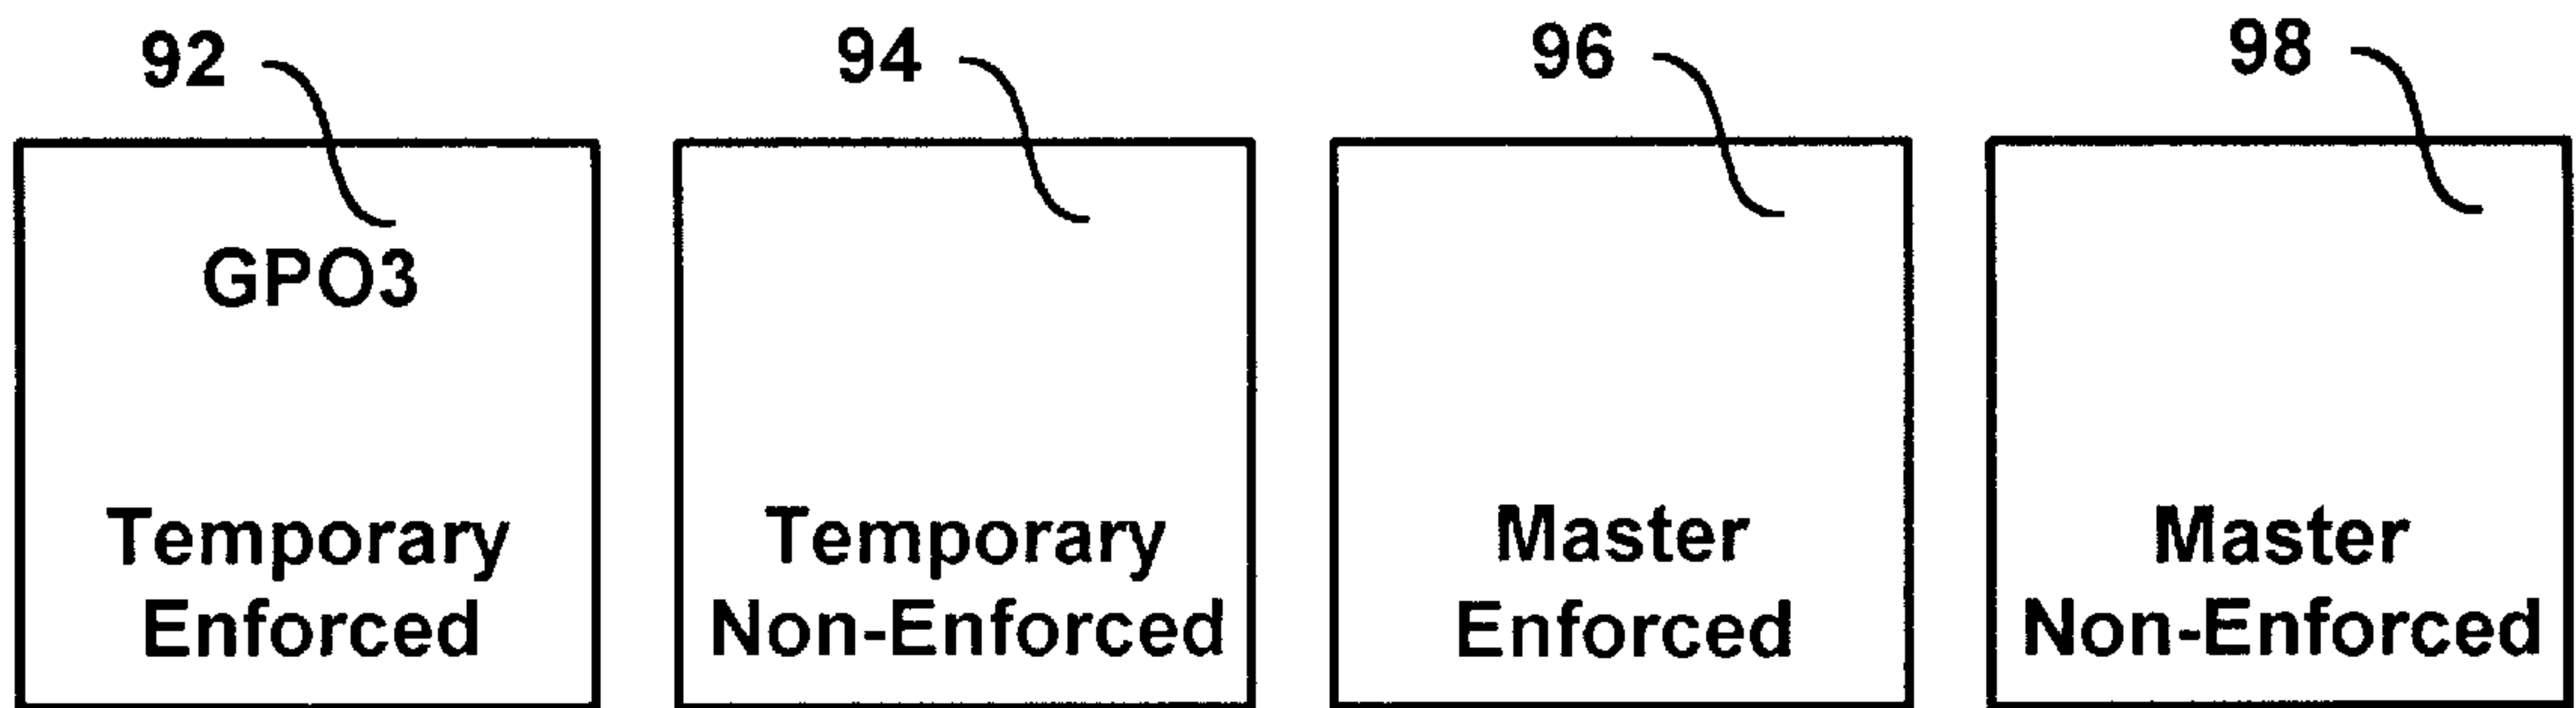 92 94 96 98
GPO3
Temporary Temporary Master Master
Enforced Non-Enforced Enforced Non-Enforced